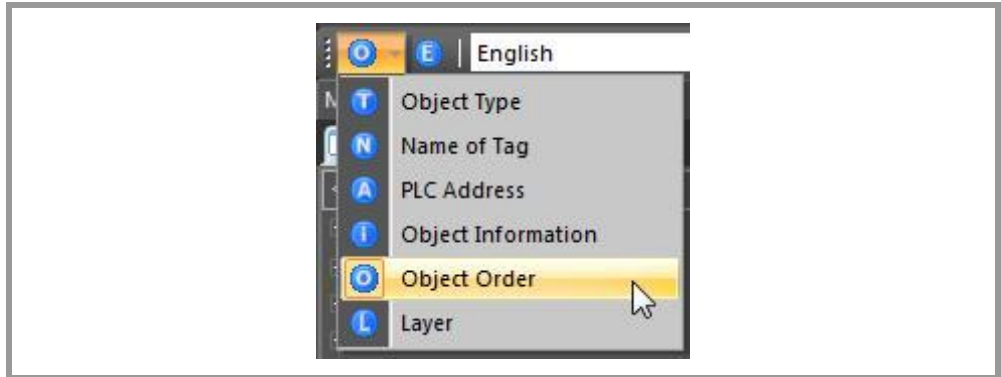 O E English
T Object Type
N Name of Tag
A PLC Address
i Object Information
O Object Order
L Layer